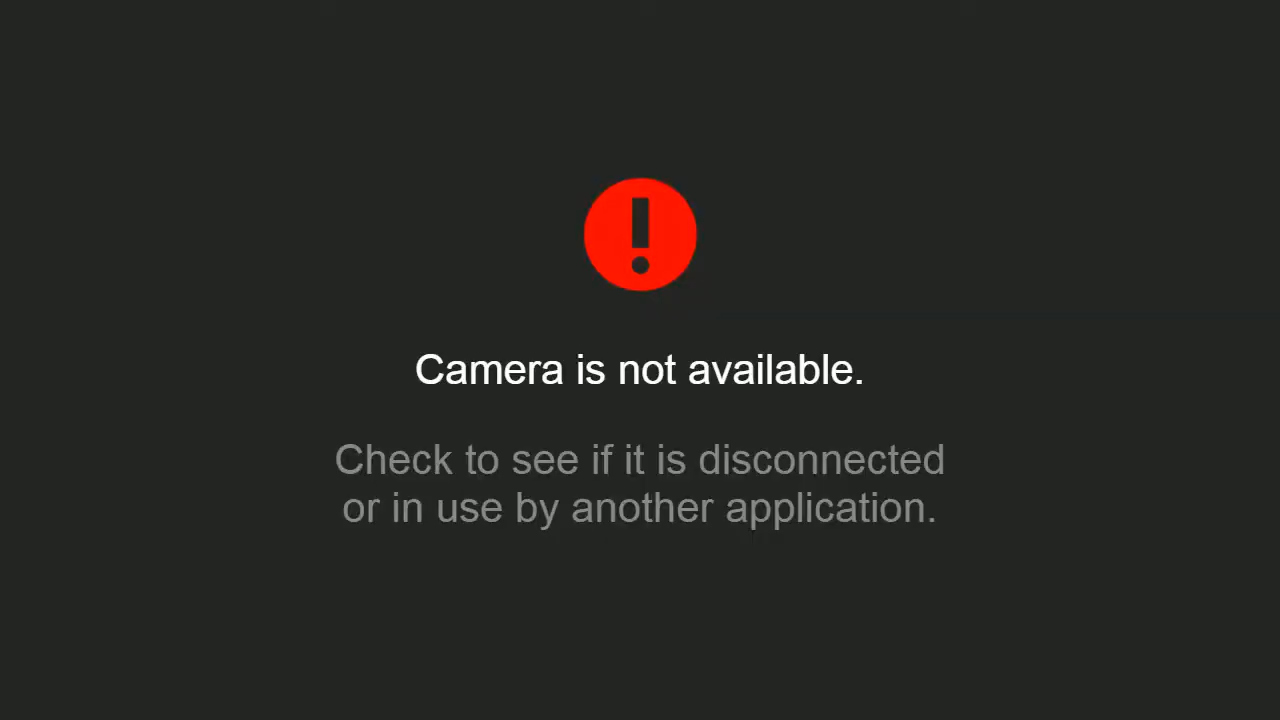 Camera is not available.
Check to see if it is disconnected
or in use by another application.